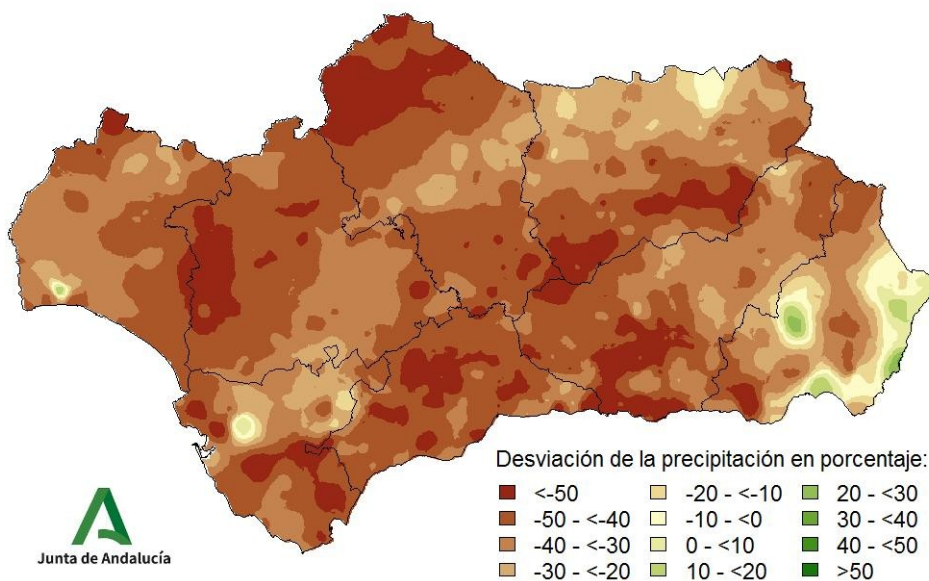 Desviación de la precipitación en porcentaje:
<-50
-50 - <-40
-40 - <-30
-30 - <-20
-20 - <-10
-10 - <0
0 - <10
10 - <20
20 - <30
30 - <40
40 - <50
>50
Junta de Andalucía